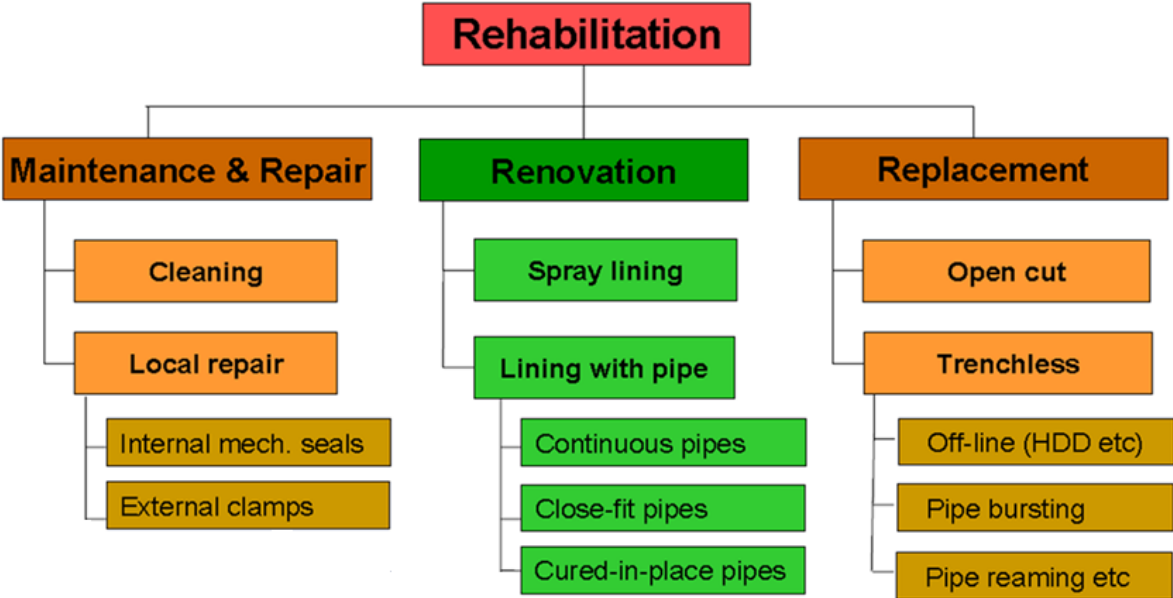 Rehabilitation
Maintenance & Repair
Renovation
Replacement
Cleaning
Spray lining
Open cut
Local repair
Lining with pipe
Trenchless
Internal mech. seals
Continuous pipes
Off-line (HDD etc)
External clamps
Close-fit pipes
Pipe bursting
Cured-in-place pipes
Pipe reaming etc